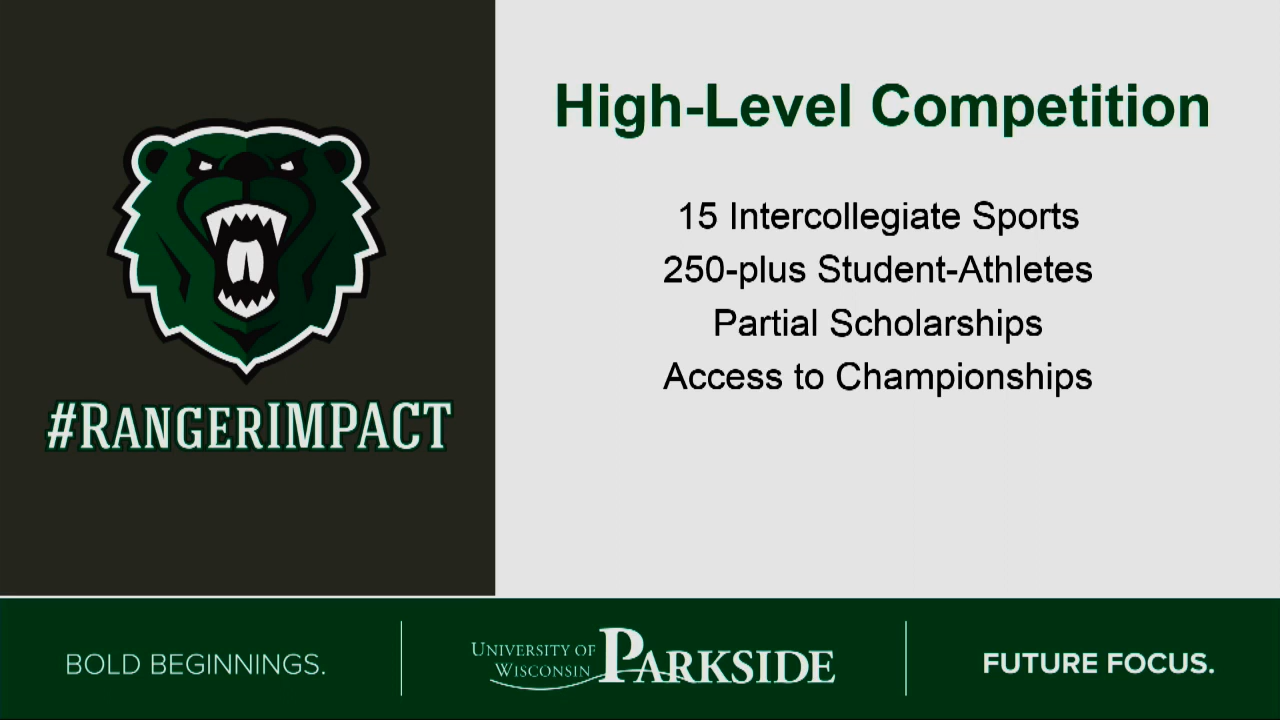 #RANGERIMPACT
High-Level Competition
15 Intercollegiate Sports
250-plus Student-Athletes
Partial Scholarships
Access to Championships
BOLD BEGINNINGS.
UNIVERSITY OF
WISCONSIN
PARKSIDE
FUTURE FOCUS.